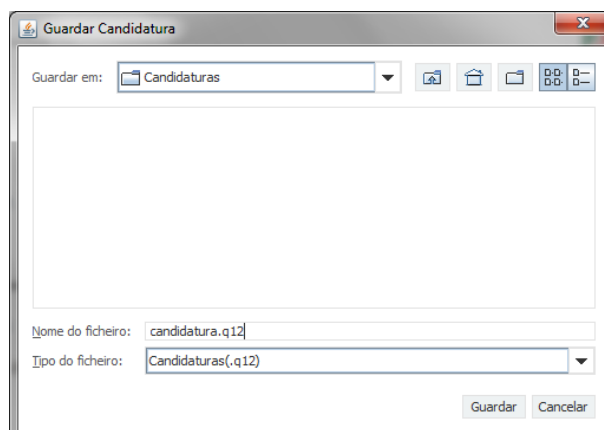 Guardar Candidatura
Guardar em: Candidaturas
Nome do ficheiro: candidatura.q12
Tipo do ficheiro: Candidaturas(.q12)
Guardar Cancelar